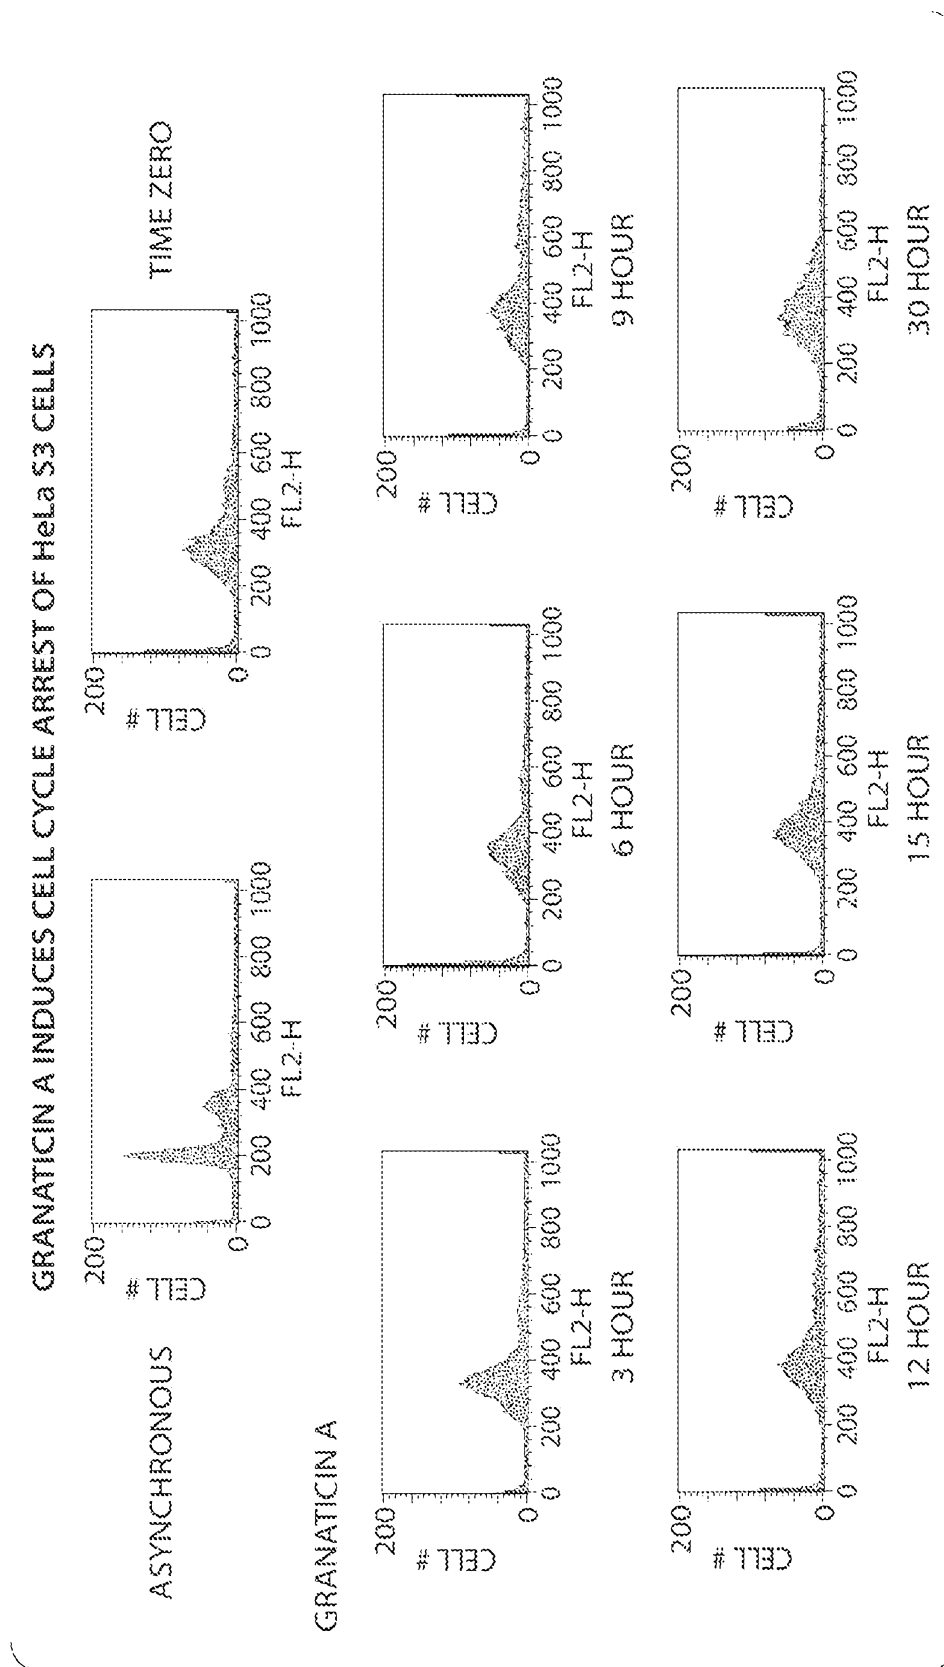 GRANATICIN A INDUCES CELL CYCLE ARREST OF HeLa S3 CELLS
ASYNCHRONOUS
200
CELL #
0
0 200 400 600 800 1000
FL2-H
200
CELL #
0
0 200 400 600 800 1000
FL2-H
TIME ZERO
GRANATICIN A
200
CELL #
0
0 200 400 600 800 1000
FL2-H
3 HOUR
200
CELL #
0
0 200 400 600 800 1000
FL2-H
6 HOUR
200
CELL #
0
0 200 400 600 800 1000
FL2-H
9 HOUR
200
CELL #
0
0 200 400 600 800 1000
FL2-H
12 HOUR
200
CELL #
0
0 200 400 600 800 1000
FL2-H
15 HOUR
200
CELL #
0
0 200 400 600 800 1000
FL2-H
30 HOUR